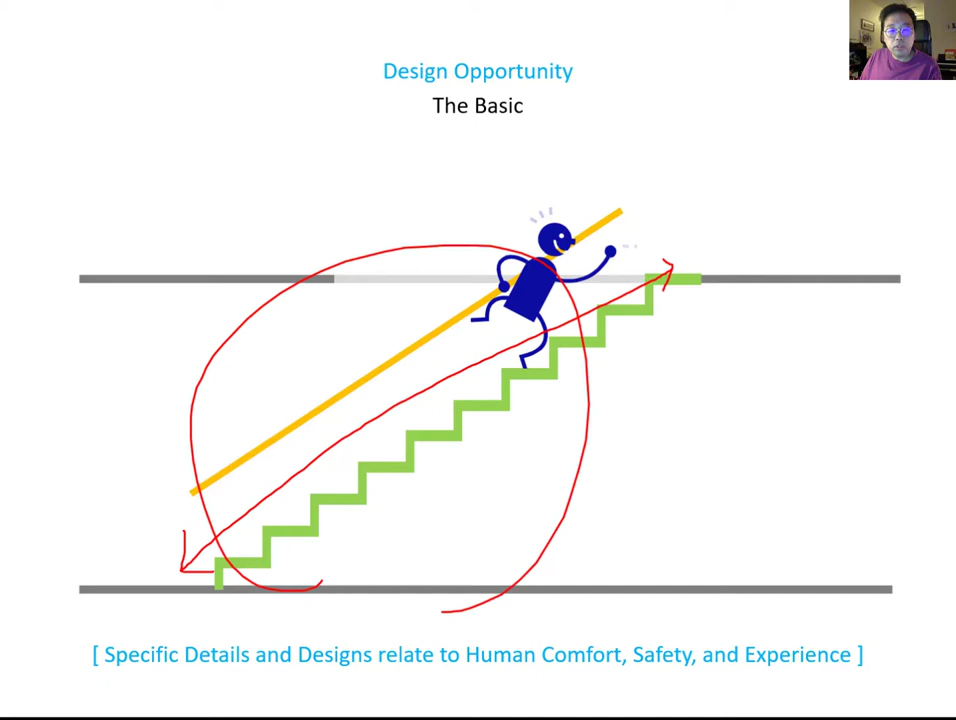 Design Opportunity
The Basic
[ Specific Details and Designs relate to Human Comfort, Safety, and Experience ]